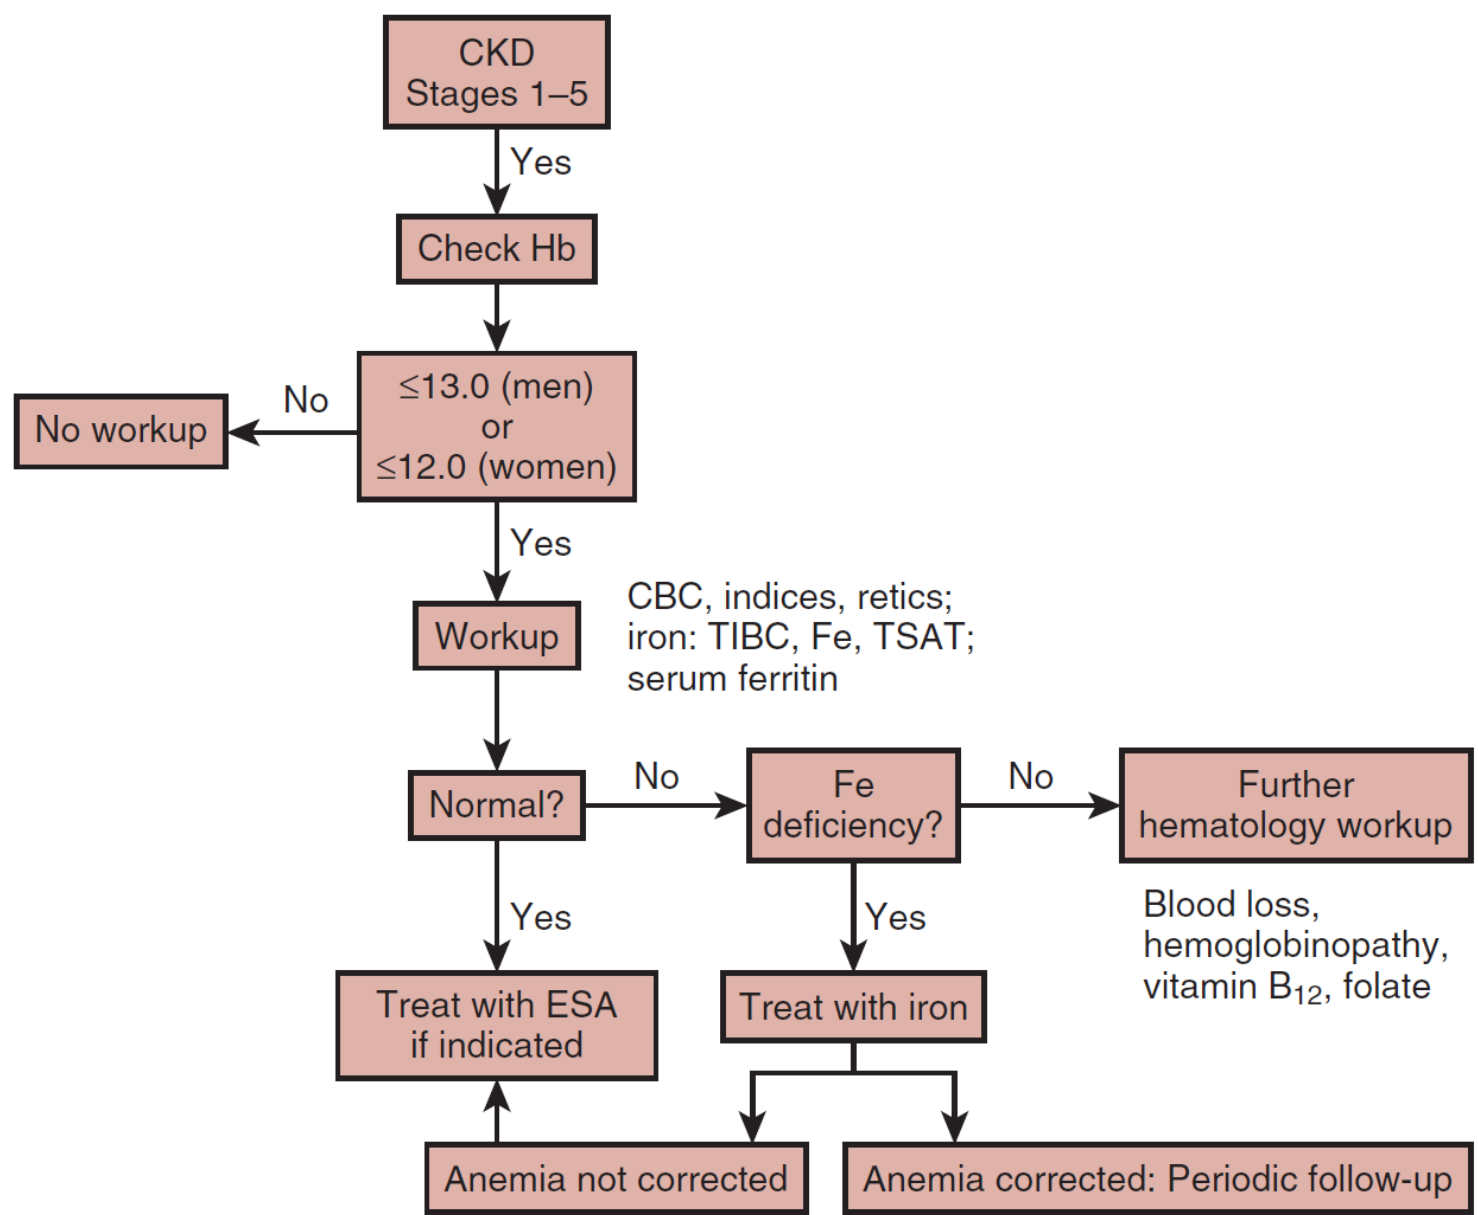 CKD
Stages 1–5
Yes
Check Hb
≤13.0 (men)
or
≤12.0 (women)
No
No workup
Yes
Workup
CBC, indices, retics;
iron: TIBC, Fe, TSAT;
serum ferritin
Normal?
No
Fe
deficiency?
No
Further
hematology workup
Blood loss,
hemoglobinopathy,
vitamin B₁₂, folate
Yes
Yes
Treat with ESA
if indicated
Treat with iron
Anemia not corrected
Anemia corrected: Periodic follow-up